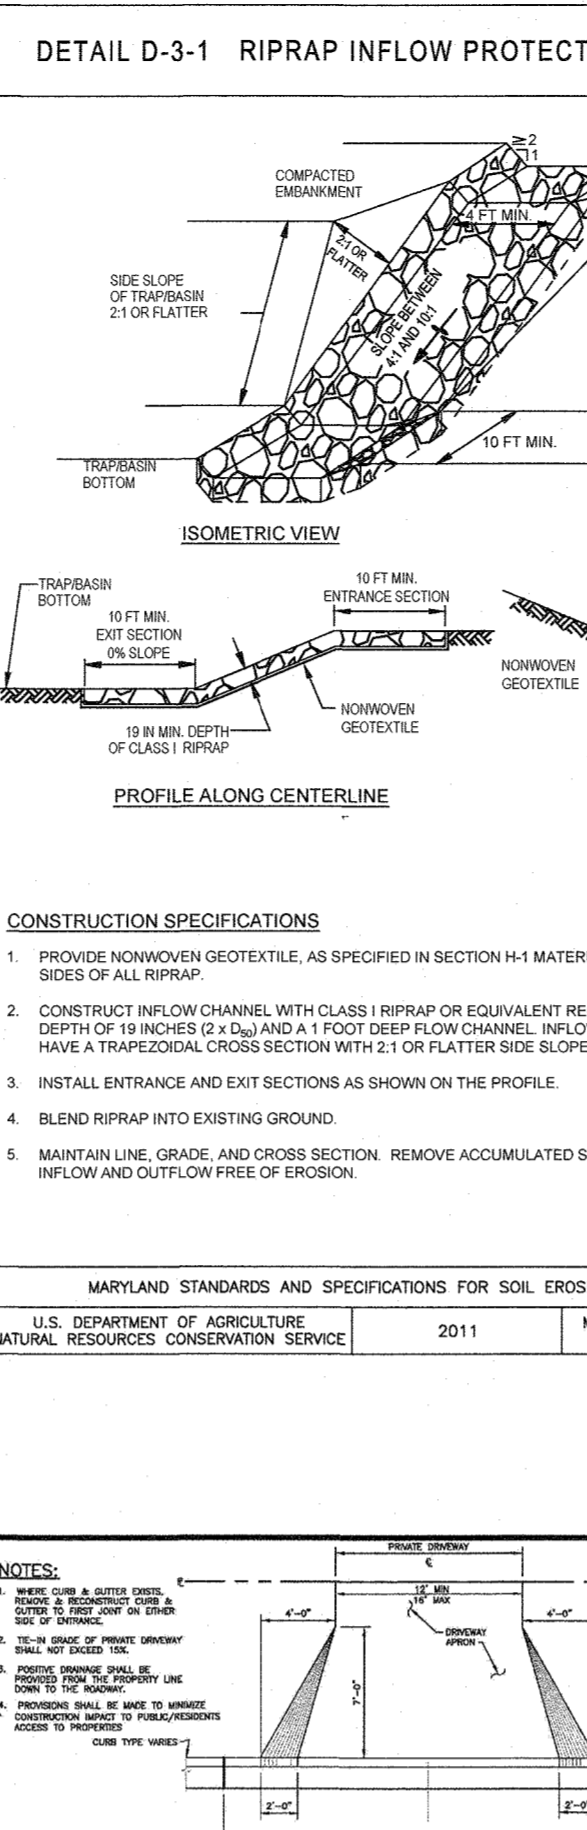 DETAIL D-3-1 RIPRAP INFLOW PROTECT
≥2
1
COMPACTED
EMBANKMENT
4 FT MIN.
2:1 OR
FLATTER
SIDE SLOPE
OF TRAP/BASIN
2:1 OR FLATTER
SLOPE BETWEEN
4:1 AND 10:1
10 FT MIN.
TRAP/BASIN
BOTTOM
ISOMETRIC VIEW
TRAP/BASIN
BOTTOM
10 FT MIN.
EXIT SECTION
0% SLOPE
10 FT MIN.
ENTRANCE SECTION
NONWOVEN
GEOTEXTILE
19 IN MIN. DEPTH
OF CLASS I RIPRAP
NONWOVEN
GEOTEXTILE
PROFILE ALONG CENTERLINE
CONSTRUCTION SPECIFICATIONS
1. PROVIDE NONWOVEN GEOTEXTILE, AS SPECIFIED IN SECTION H-1 MATERI
SIDES OF ALL RIPRAP.
2. CONSTRUCT INFLOW CHANNEL WITH CLASS I RIPRAP OR EQUIVALENT RE
DEPTH OF 19 INCHES (2 x D50) AND A 1 FOOT DEEP FLOW CHANNEL. INFLO
HAVE A TRAPEZOIDAL CROSS SECTION WITH 2:1 OR FLATTER SIDE SLOPE
3. INSTALL ENTRANCE AND EXIT SECTIONS AS SHOWN ON THE PROFILE.
4. BLEND RIPRAP INTO EXISTING GROUND.
5. MAINTAIN LINE, GRADE, AND CROSS SECTION. REMOVE ACCUMULATED S
INFLOW AND OUTFLOW FREE OF EROSION.
MARYLAND STANDARDS AND SPECIFICATIONS FOR SOIL EROS
U.S. DEPARTMENT OF AGRICULTURE
NATURAL RESOURCES CONSERVATION SERVICE
2011
M
NOTES:
1. WHERE CURB & GUTTER EXISTS,
REMOVE & RECONSTRUCT CURB &
GUTTER TO FIRST JOINT ON EITHER
SIDE OF ENTRANCE.
2. TIE-IN GRADE OF PRIVATE DRIVEWAY
SHALL NOT EXCEED 15%.
3. POSITIVE DRAINAGE SHALL BE
PROVIDED FROM THE PROPERTY LINE
DOWN TO THE ROADWAY.
4. PROVISIONS SHALL BE MADE TO MINIMIZE
CONSTRUCTION IMPACT TO PUBLIC/RESIDENTS
ACCESS TO PROPERTIES
CURB TYPE VARIES
PRIVATE DRIVEWAY
℄
12' MIN
16' MAX
4'-0"
4'-0"
DRIVEWAY
APRON
7'-0"
2'-0"
2'-0"